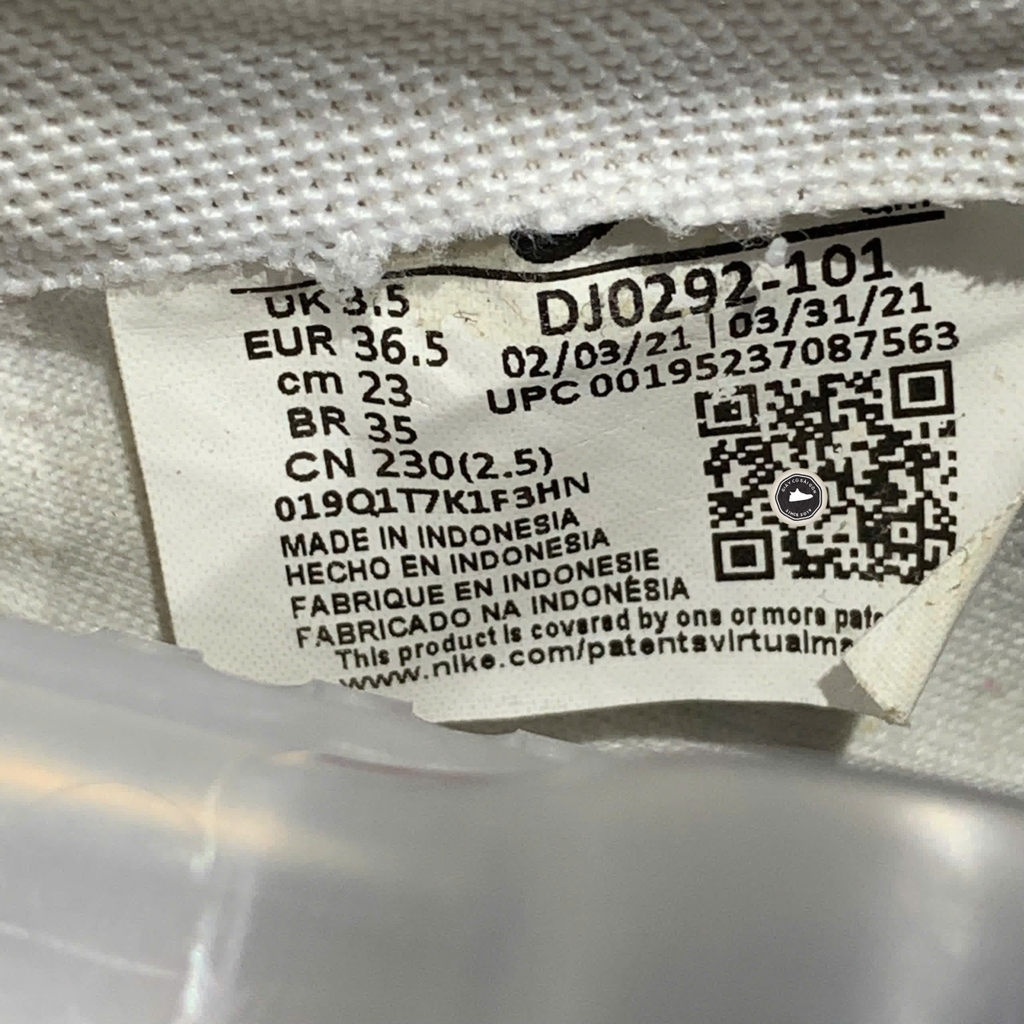 UK 3.5
EUR 36.5
cm 23
BR 35
CN 230(2.5)
019Q1T7K1F3HN
MADE IN INDONESIA
HECHO EN INDONESIA
FABRIQUE EN INDONESIE
FABRICADO NA INDONÉSIA
This product is covered by one or more
www.nike.com/patentsvirtualma
DJ0292-101
02/03/21 | 03/31/21
UPC 00195237087563
SINCE 2019